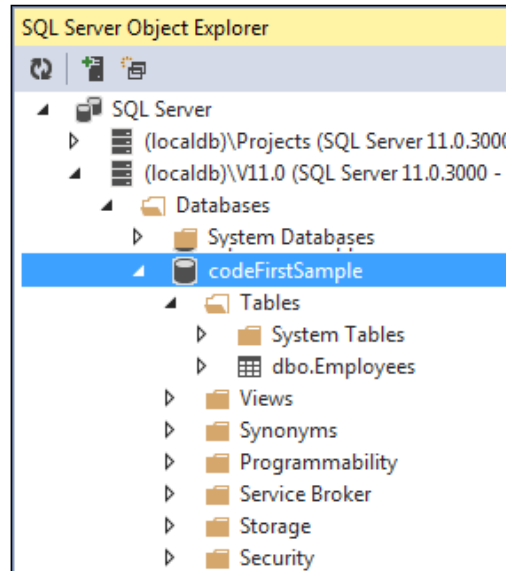 SQL Server Object Explorer
SQL Server
(localdb)\Projects (SQL Server 11.0.3000
(localdb)\V11.0 (SQL Server 11.0.3000 -
Databases
System Databases
codeFirstSample
Tables
System Tables
dbo.Employees
Views
Synonyms
Programmability
Service Broker
Storage
Security